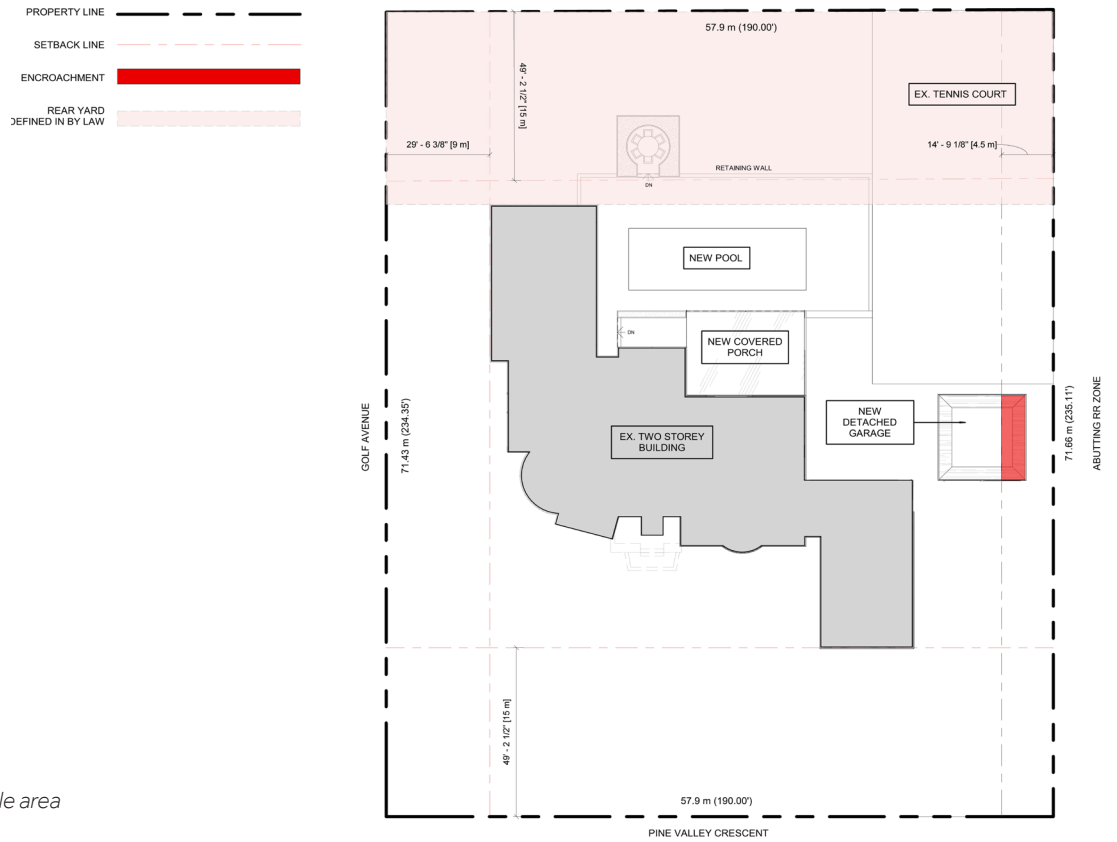 PROPERTY LINE
SETBACK LINE
ENCROACHMENT
REAR YARD
DEFINED IN BY LAW
57.9 m (190.00')
49' - 2 1/2" [15 m]
EX. TENNIS COURT
29' - 6 3/8" [9 m]
14' - 9 1/8" [4.5 m]
RETAINING WALL
DN
NEW POOL
DN
NEW COVERED
PORCH
GOLF AVENUE
71.43 m (234.35')
NEW
DETACHED
GARAGE
71.66 m (235.11')
ABUTTING RR ZONE
EX. TWO STOREY
BUILDING
49' - 2 1/2" [15 m]
le area
57.9 m (190.00')
PINE VALLEY CRESCENT